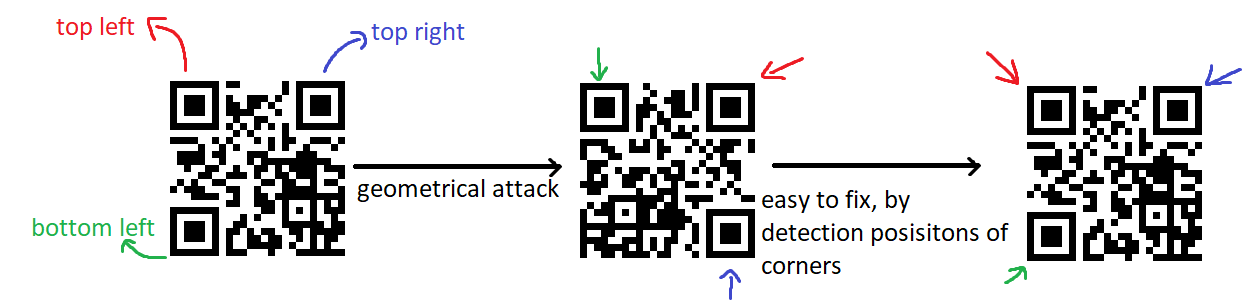 top left
top right
bottom left
geometrical attack
easy to fix, by
detection posisitons of
corners